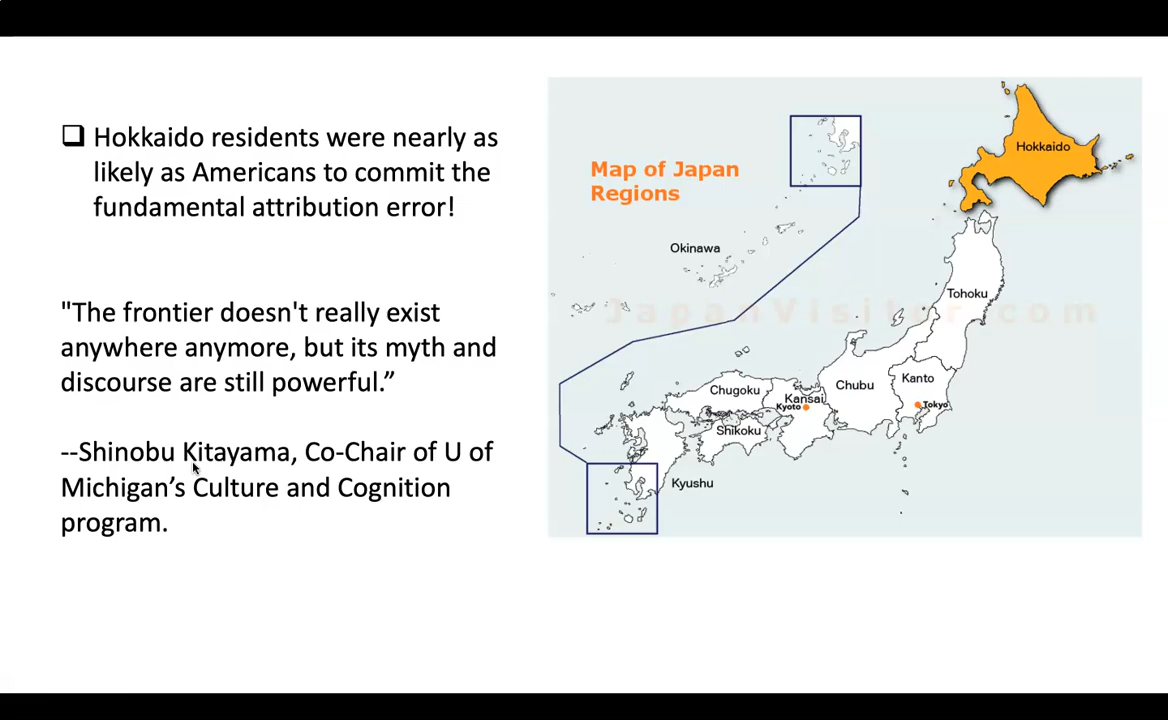 Hokkaido residents were nearly as
likely as Americans to commit the
fundamental attribution error!
"The frontier doesn't really exist
anywhere anymore, but its myth and
discourse are still powerful.”
--Shinobu Kitayama, Co-Chair of U of
Michigan’s Culture and Cognition
program.
Map of Japan
Regions
Hokkaido
Okinawa
Tohoku
JapanVisitor.com
Kanto
Chubu
Chugoku
Kansai
Kyoto
Tokyo
Shikoku
Kyushu